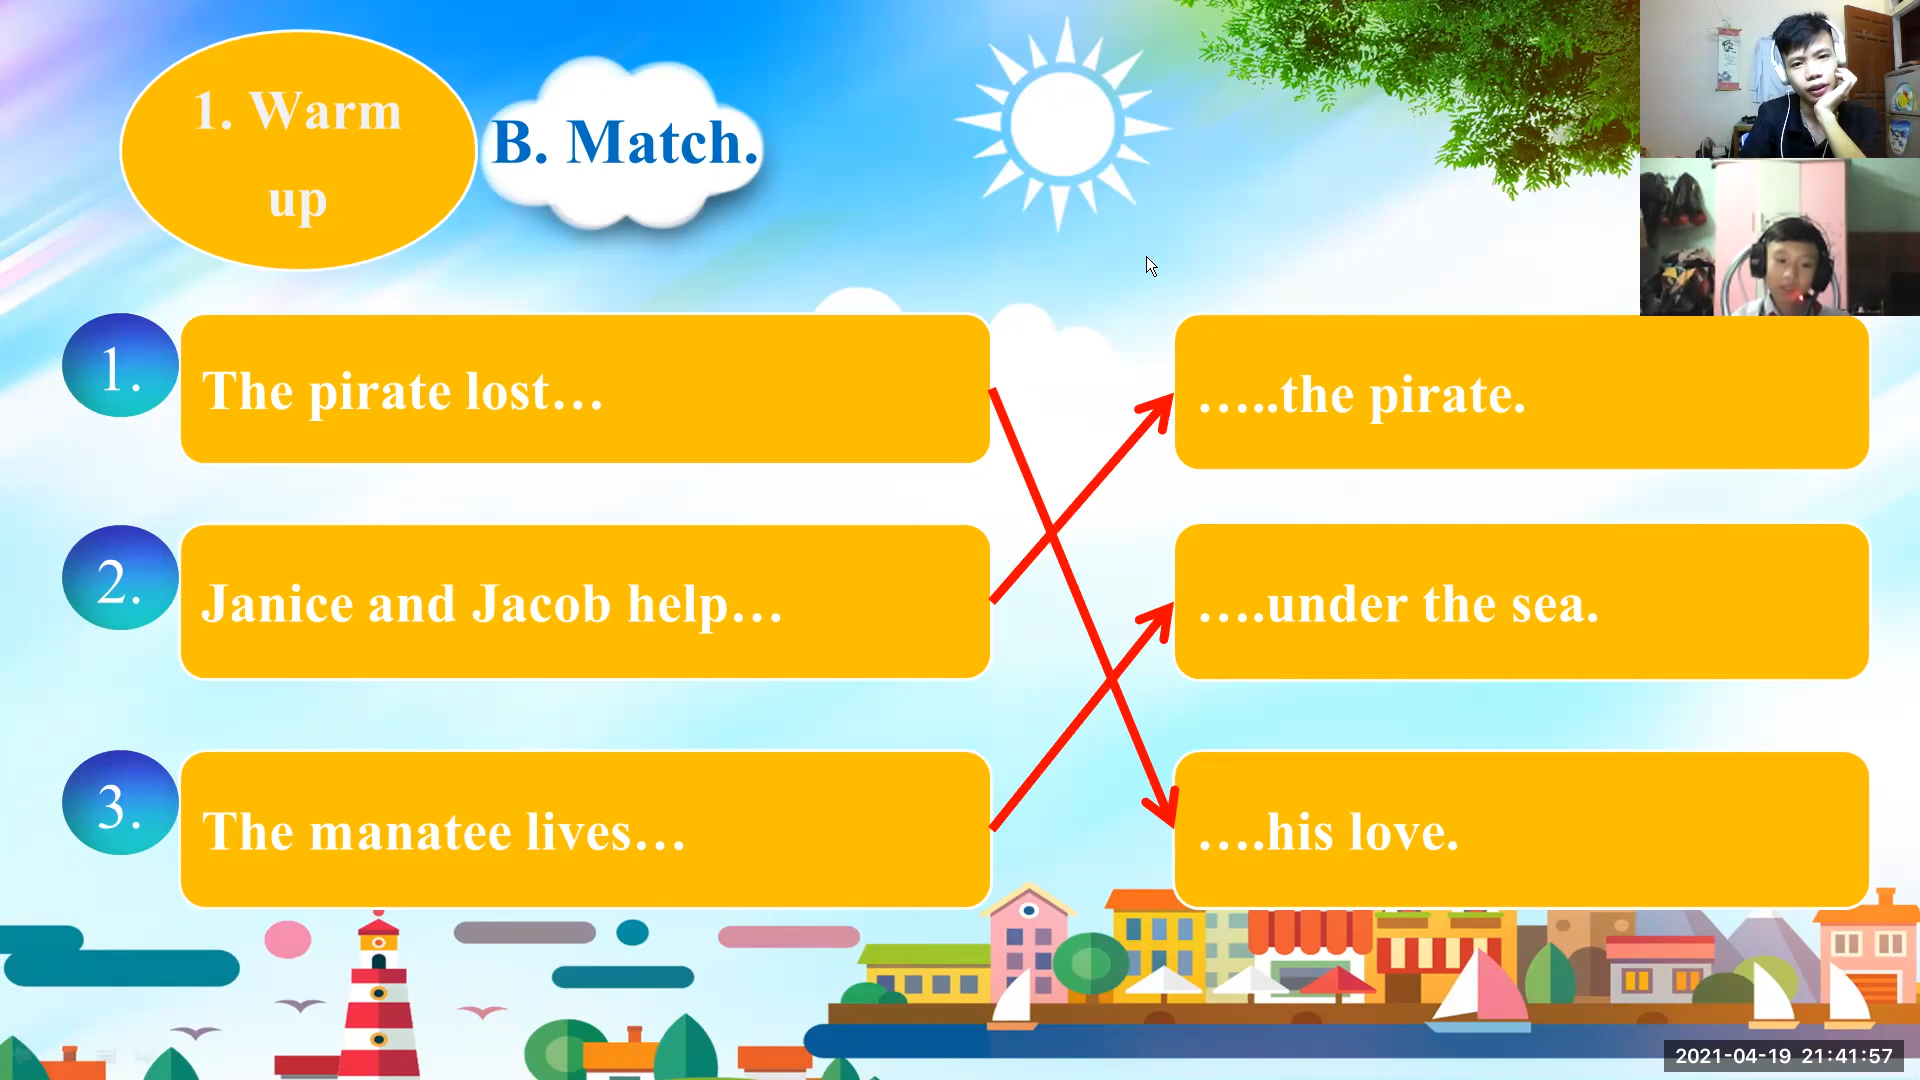 1. Warm
up
B. Match.
1.
The pirate lost…
…..the pirate.
2.
Janice and Jacob help…
….under the sea.
3.
The manatee lives…
….his love.
2021-04-19 21:41:57